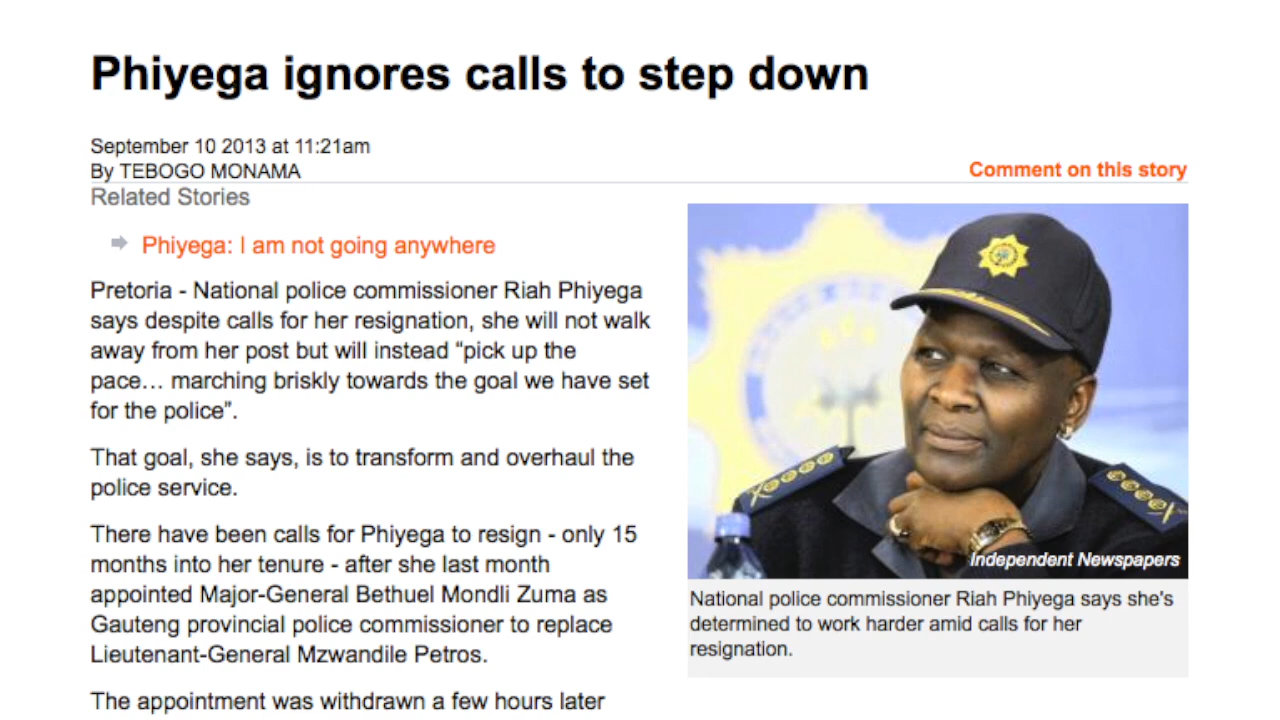 Phiyega ignores calls to step down
September 10 2013 at 11:21am
By TEBOGO MONAMA
Comment on this story
Related Stories
Phiyega: I am not going anywhere
Pretoria - National police commissioner Riah Phiyega
says despite calls for her resignation, she will not walk
away from her post but will instead “pick up the
pace… marching briskly towards the goal we have set
for the police”.
That goal, she says, is to transform and overhaul the
police service.
There have been calls for Phiyega to resign - only 15
months into her tenure - after she last month
appointed Major-General Bethuel Mondli Zuma as
Gauteng provincial police commissioner to replace
Lieutenant-General Mzwandile Petros.
The appointment was withdrawn a few hours later
Independent Newspapers
National police commissioner Riah Phiyega says she's
determined to work harder amid calls for her
resignation.